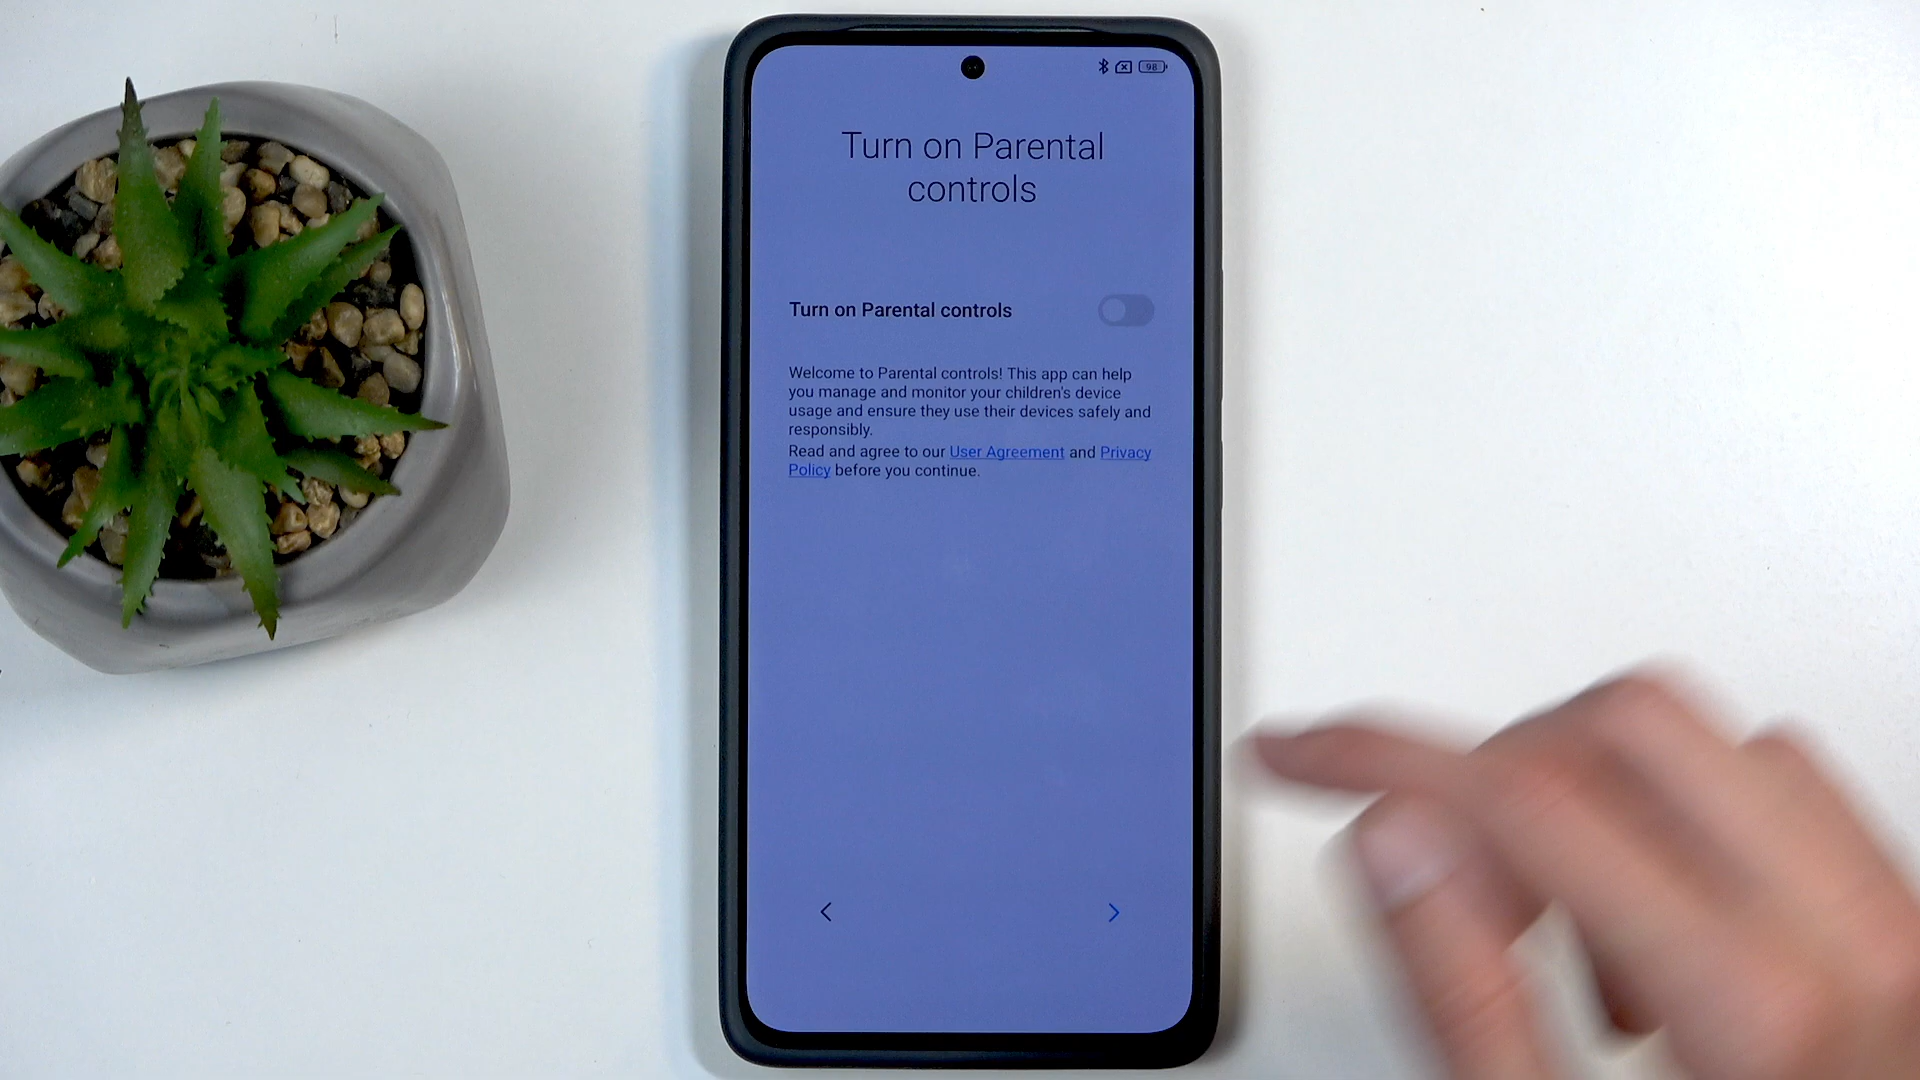 98
Turn on Parental
controls
Turn on Parental controls
Welcome to Parental controls! This app can help
you manage and monitor your children's device
usage and ensure they use their devices safely and
responsibly.
Read and agree to our User Agreement and Privacy
Policy before you continue.